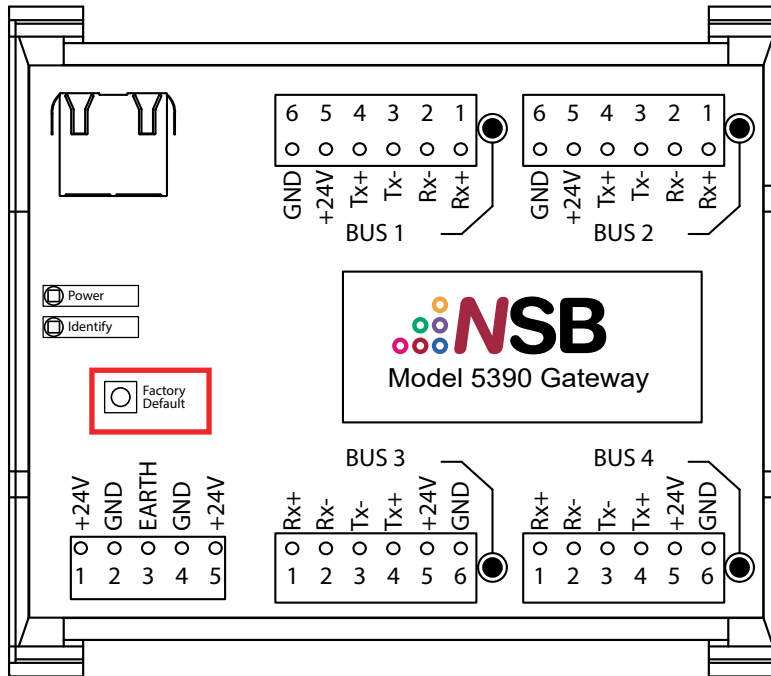 6 5 4 3 2 1
GND +24V Tx+ Tx- Rx- Rx+
BUS 1
6 5 4 3 2 1
GND +24V Tx+ Tx- Rx- Rx+
BUS 2
Power
Identify
NSB
Model 5390 Gateway
Factory
Default
+24V GND EARTH GND +24V
1 2 3 4 5
BUS 3
Rx+ Rx- Tx- Tx+ +24V GND
1 2 3 4 5 6
BUS 4
Rx+ Rx- Tx- Tx+ +24V GND
1 2 3 4 5 6